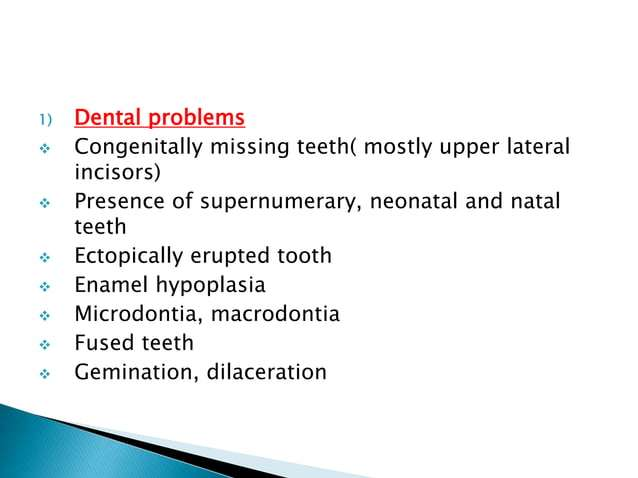 1) Dental problems
❖ Congenitally missing teeth( mostly upper lateral
incisors)
❖ Presence of supernumerary, neonatal and natal
teeth
❖ Ectopically erupted tooth
❖ Enamel hypoplasia
❖ Microdontia, macrodontia
❖ Fused teeth
❖ Gemination, dilaceration